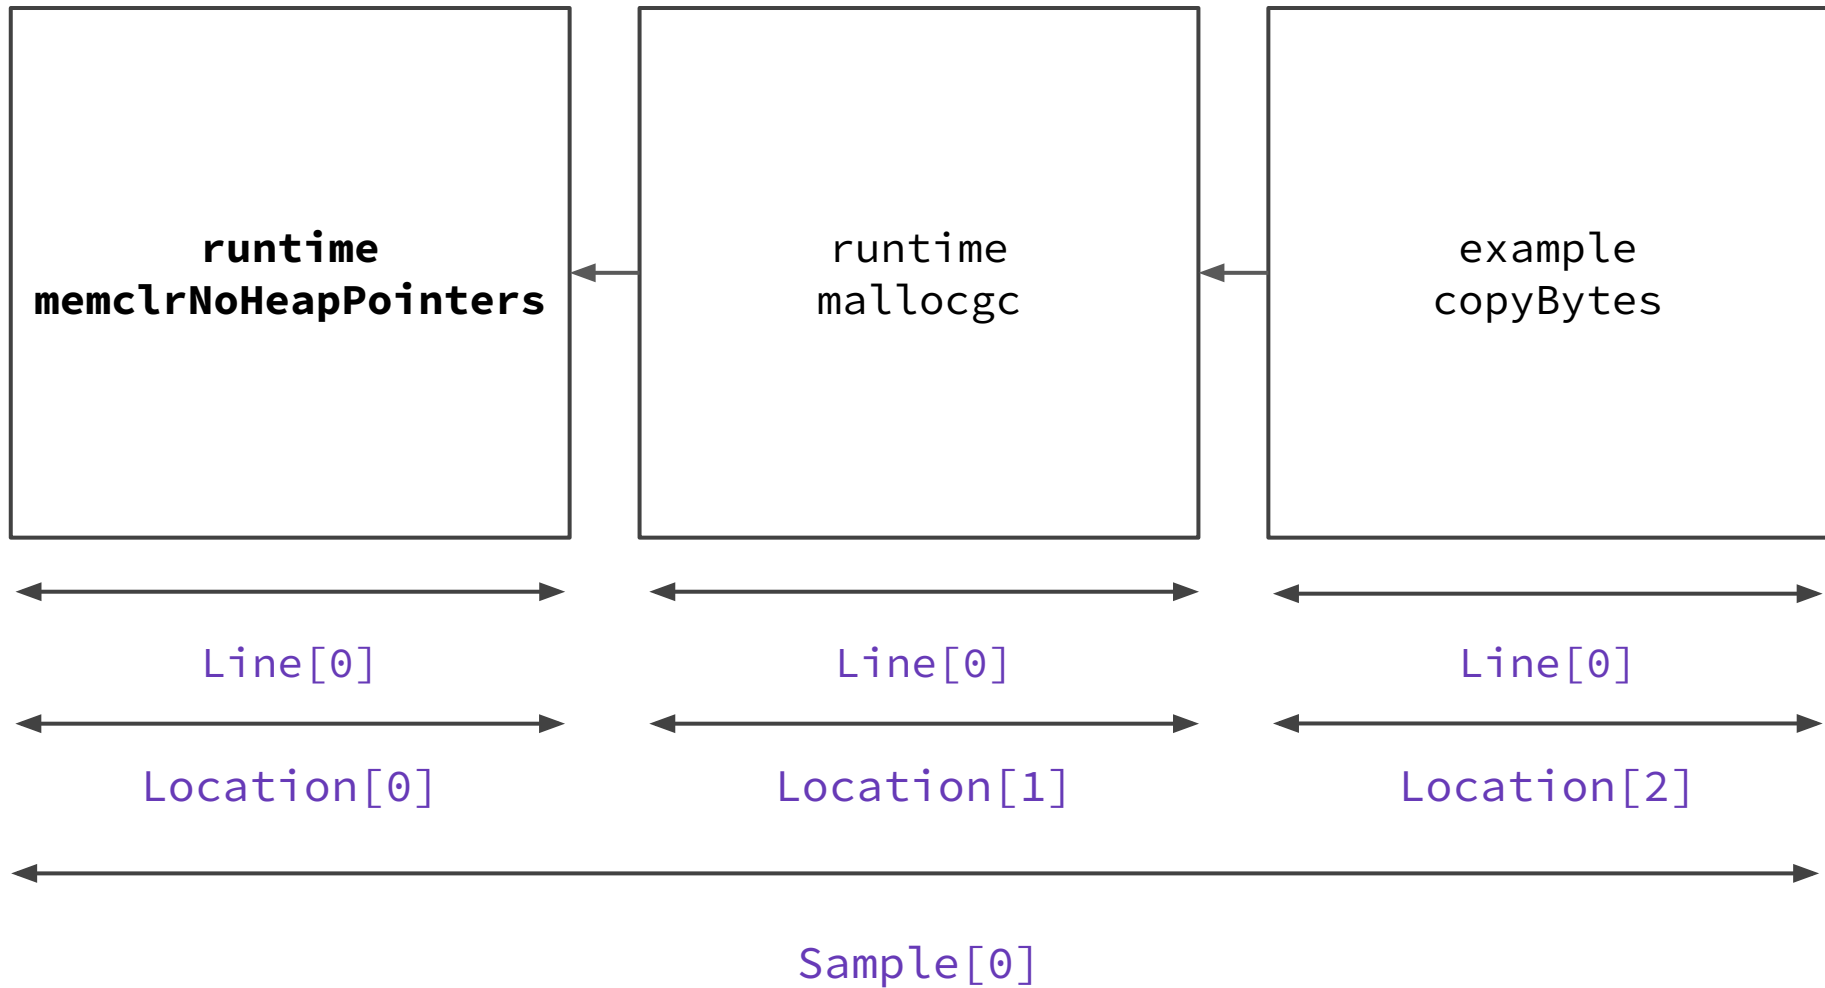 runtime
memclrNoHeapPointers
runtime
mallocgc
example
copyBytes
Line[0]
Line[0]
Line[0]
Location[0]
Location[1]
Location[2]
Sample[0]